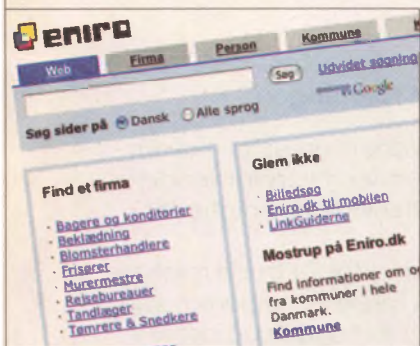 eniro
Web Firma Person Kommune
Søg Udvidet søgning
Google
Søg sider på Dansk Alle sprog
Find et firma
· Bagere og konditorier
· Beklædning
· Blomsterhandlere
· Frisører
· Murermestre
· Rejsebureauer
· Tandlæger
· Tømrere & Snedkere
Glem ikke
· Billedsøg
· Eniro.dk til mobilen
· LinkGuiderne
Mostrup på Eniro.dk
Find informationer om
fra kommuner i hele
Danmark.
Kommune